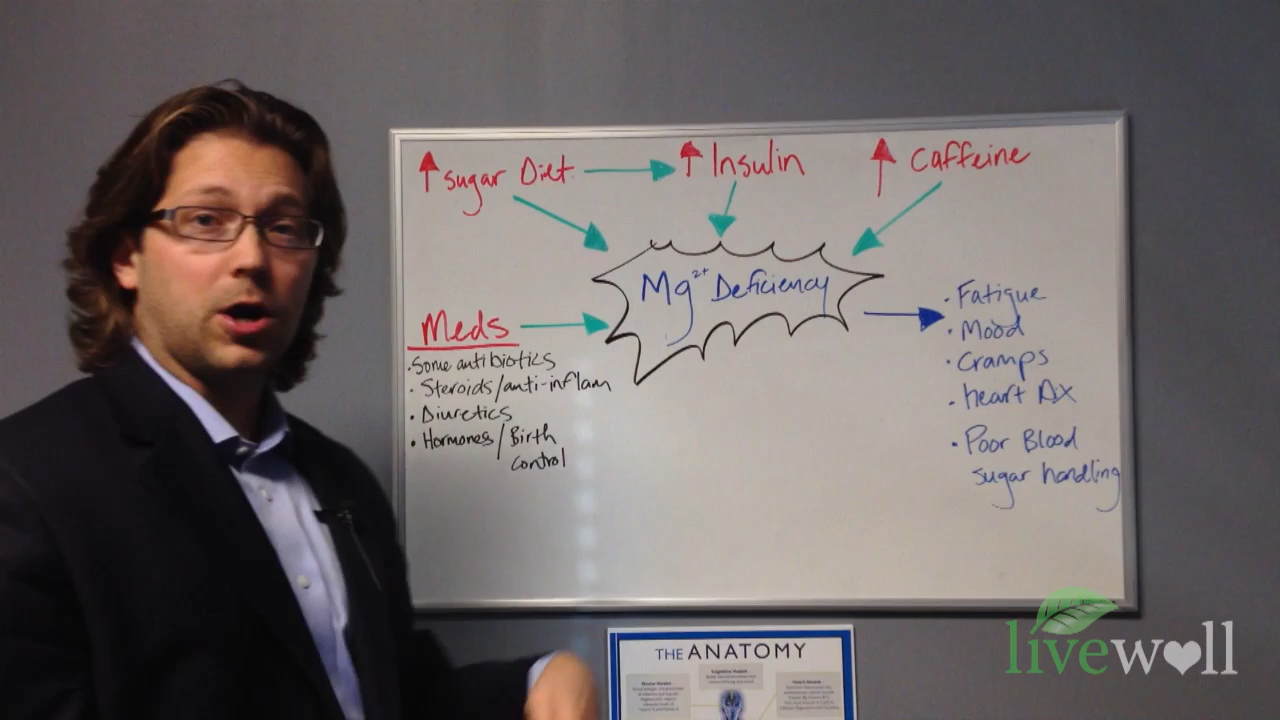 ↑ Sugar Diet → ↑ Insulin
↑ Caffeine
Mg²⁺ Deficiency
Meds
• Some antibiotics
• Steroids/anti-inflam
• Diuretics
• Hormones / Birth
control
• Fatigue
• Mood
• Cramps
• heart
• Poor Blood
sugar handling
THE ANATOMY
livewell